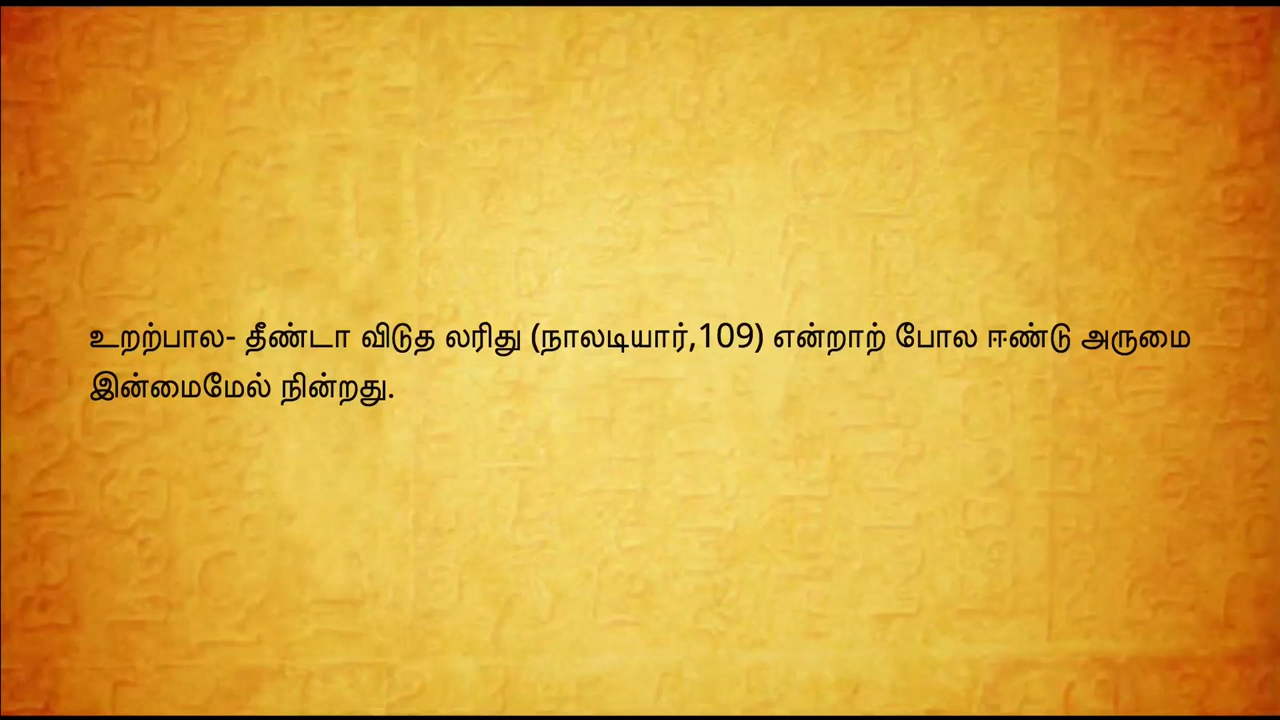 உறற்பால- தீண்டா விடுத லரிது (நாலடியார்,109) என்றாற் போல ஈண்டு அருமை
இன்மைமேல் நின்றது.